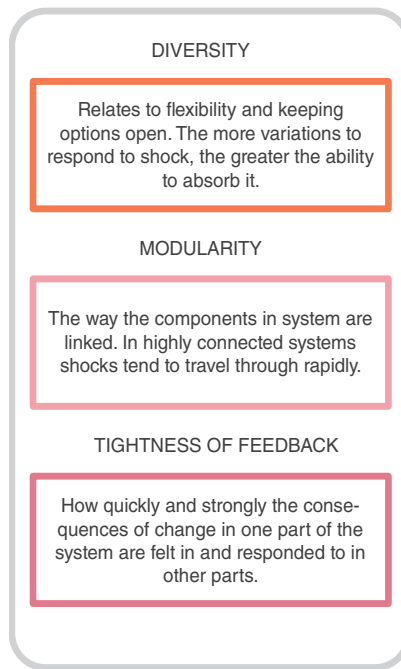 DIVERSITY
Relates to flexibility and keeping
options open. The more variations to
respond to shock, the greater the ability
to absorb it.
MODULARITY
The way the components in system are
linked. In highly connected systems
shocks tend to travel through rapidly.
TIGHTNESS OF FEEDBACK
How quickly and strongly the conse-
quences of change in one part of the
system are felt in and responded to in
other parts.